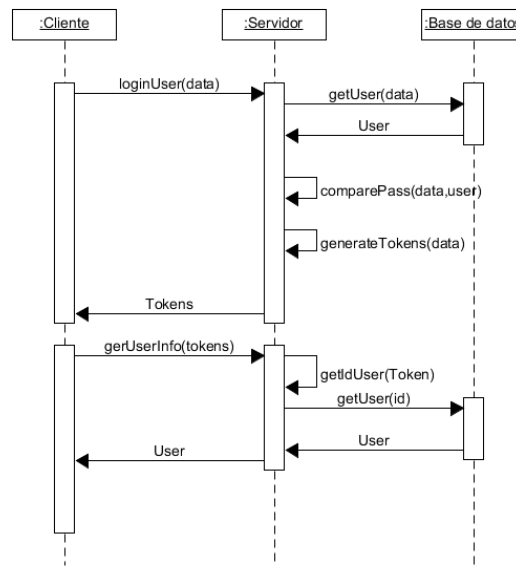 :Cliente
:Servidor
:Base de datos
loginUser(data)
getUser(data)
User
comparePass(data,user)
generateTokens(data)
Tokens
gerUserInfo(tokens)
getIdUser(Token)
getUser(id)
User
User